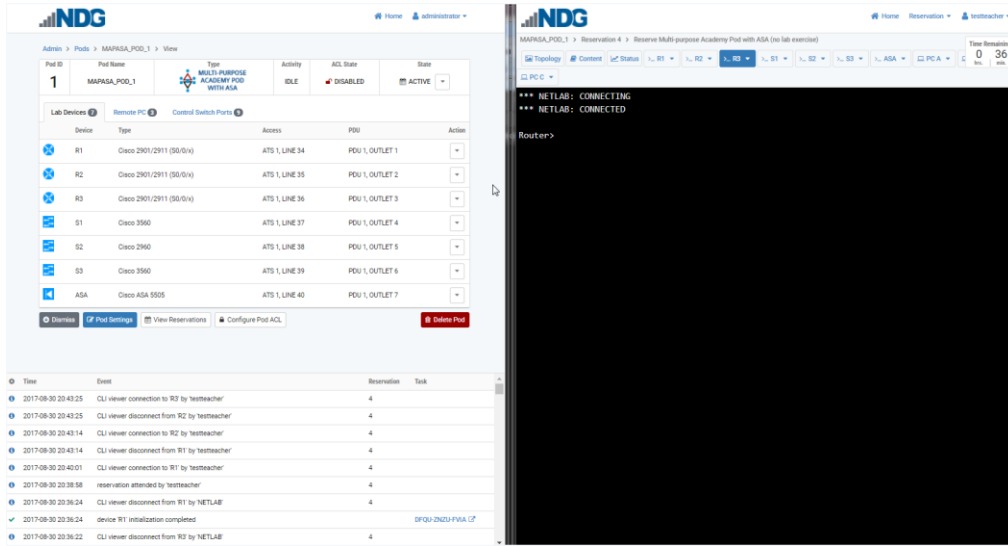 NDG
Home administrator
Admin > Pods > MAPASA_POD_1 > View
Pod ID Pod Name Type Activity ACL State State
1 MAPASA_POD_1 MULTI-PURPOSE ACADEMY POD WITH ASA IDLE DISABLED ACTIVE
Lab Devices 7 Remote PC 3 Control Switch Ports 9
Device Type Access PDU Action
R1 Cisco 2901/2911 (S0/0/x) ATS 1, LINE 34 PDU 1, OUTLET 1
R2 Cisco 2901/2911 (S0/0/x) ATS 1, LINE 35 PDU 1, OUTLET 2
R3 Cisco 2901/2911 (S0/0/x) ATS 1, LINE 36 PDU 1, OUTLET 3
S1 Cisco 3560 ATS 1, LINE 37 PDU 1, OUTLET 4
S2 Cisco 2960 ATS 1, LINE 38 PDU 1, OUTLET 5
S3 Cisco 3560 ATS 1, LINE 39 PDU 1, OUTLET 6
ASA Cisco ASA 5505 ATS 1, LINE 40 PDU 1, OUTLET 7
Dismiss Pod Settings View Reservations Configure Pod ACL Delete Pod
Time Event Reservation Task
2017-08-30 20:43:25 CLI viewer connection to 'R3' by 'testteacher' 4
2017-08-30 20:43:25 CLI viewer disconnect from 'R2' by 'testteacher' 4
2017-08-30 20:43:14 CLI viewer connection to 'R2' by 'testteacher' 4
2017-08-30 20:43:14 CLI viewer disconnect from 'R1' by 'testteacher' 4
2017-08-30 20:40:01 CLI viewer connection to 'R1' by 'testteacher' 4
2017-08-30 20:38:58 reservation attended by 'testteacher' 4
2017-08-30 20:36:24 CLI viewer disconnect from 'R1' by 'NETLAB' 4
2017-08-30 20:36:24 device 'R1' initialization completed DFQU-ZNZU-FVIA
2017-08-30 20:36:22 CLI viewer disconnect from 'R3' by 'NETLAB' 4
NDG
Home Reservation testteacher
MAPASA_POD_1 > Reservation 4 > Reserve Multi-purpose Academy Pod with ASA (no lab exercise)
Time Remaining
0 36
hrs. min.
Topology Content Status R1 R2 R3 S1 S2 S3 ASA PC A
PC C
*** NETLAB: CONNECTING
*** NETLAB: CONNECTED
Router>